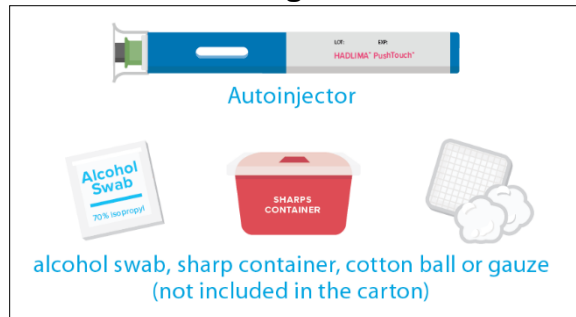 LOT: EXP:
HADLIMA® PushTouch®
Autoinjector
Alcohol
Swab
70% Isopropyl
SHARPS
CONTAINER
alcohol swab, sharp container, cotton ball or gauze
(not included in the carton)